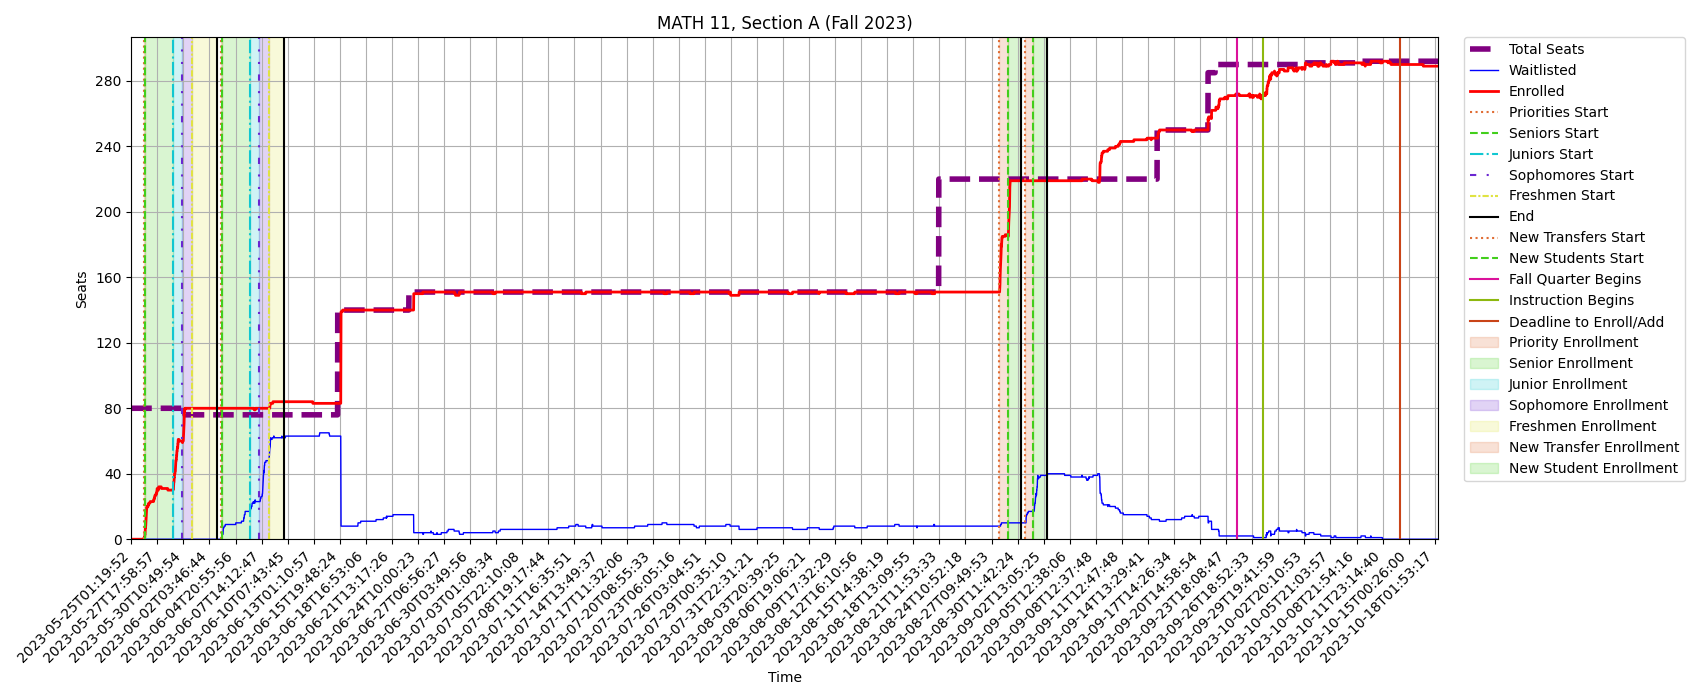 MATH 11, Section A (Fall 2023)
Seats
280
240
200
160
120
80
40
0
2023-05-25T01:19:52
2023-05-27T17:58:57
2023-05-30T10:49:54
2023-06-02T03:46:44
2023-06-04T20:55:56
2023-06-07T14:12:47
2023-06-10T07:43:45
2023-06-13T01:10:57
2023-06-15T19:48:24
2023-06-18T16:53:06
2023-06-21T13:17:26
2023-06-24T10:00:23
2023-06-27T06:56:27
2023-06-30T03:49:56
2023-07-03T01:08:34
2023-07-05T22:10:08
2023-07-08T19:17:44
2023-07-11T16:35:51
2023-07-14T13:49:37
2023-07-17T11:32:06
2023-07-20T08:55:33
2023-07-23T06:05:16
2023-07-26T03:04:51
2023-07-29T00:35:10
2023-07-31T22:31:21
2023-08-03T20:39:25
2023-08-06T19:06:21
2023-08-09T17:32:29
2023-08-12T16:10:56
2023-08-15T14:38:19
2023-08-18T13:09:55
2023-08-21T11:53:33
2023-08-24T10:52:18
2023-08-27T09:49:53
2023-08-30T11:42:24
2023-09-02T13:05:23
2023-09-05T12:38:06
2023-09-08T12:37:48
2023-09-11T12:47:48
2023-09-14T13:29:41
2023-09-17T14:26:34
2023-09-20T14:58:54
2023-09-23T18:08:47
2023-09-26T18:52:33
2023-09-29T19:41:59
2023-10-02T20:10:53
2023-10-05T21:03:57
2023-10-08T21:54:16
2023-10-11T23:14:40
2023-10-15T00:26:00
2023-10-18T01:53:17
Time
Total Seats
Waitlisted
Enrolled
Priorities Start
Seniors Start
Juniors Start
Sophomores Start
Freshmen Start
End
New Transfers Start
New Students Start
Fall Quarter Begins
Instruction Begins
Deadline to Enroll/Add
Priority Enrollment
Senior Enrollment
Junior Enrollment
Sophomore Enrollment
Freshmen Enrollment
New Transfer Enrollment
New Student Enrollment